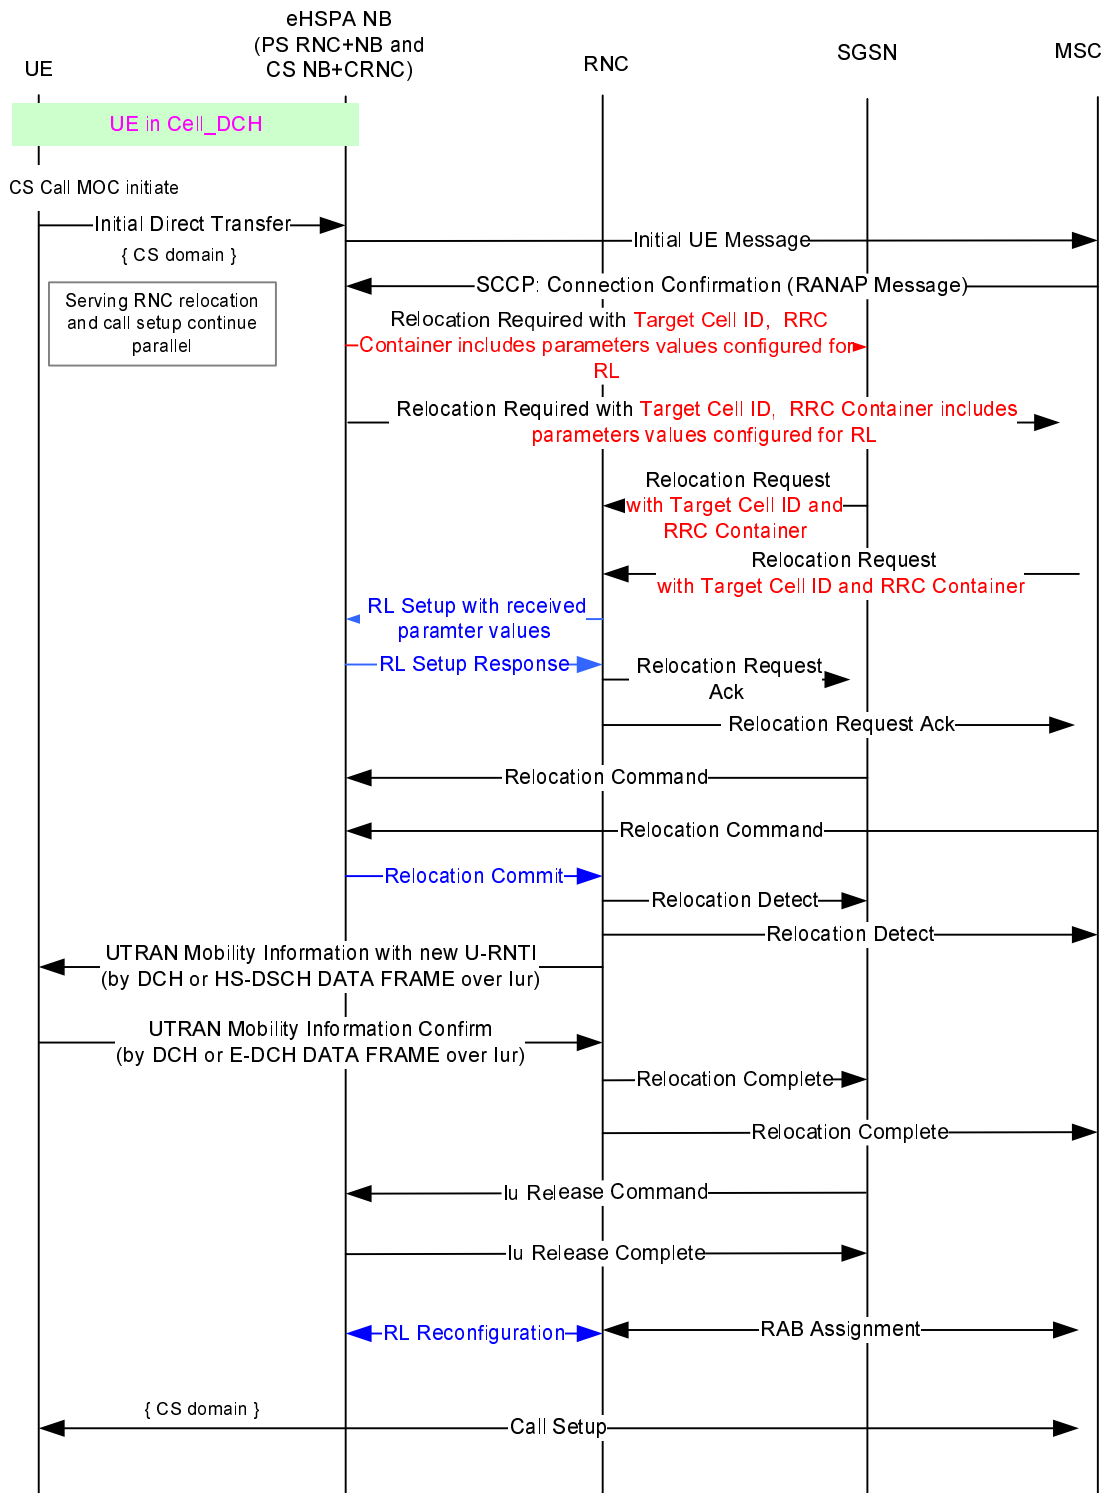 eHSPA NB
(PS RNC+NB and
CS NB+CRNC)
UE
RNC
SGSN
MSC
UE in Cell_DCH
CS Call MOC initiate
Initial Direct Transfer
{ CS domain }
Initial UE Message
SCCP: Connection Confirmation (RANAP Message)
Serving RNC relocation
and call setup continue
parallel
Relocation Required with Target Cell ID, RRC
Container includes parameters values configured for
RL
Relocation Required with Target Cell ID, RRC Container includes
parameters values configured for RL
Relocation Request
with Target Cell ID and
RRC Container
Relocation Request
with Target Cell ID and RRC Container
RL Setup with received
paramter values
RL Setup Response
Relocation Request
Ack
Relocation Request Ack
Relocation Command
Relocation Command
Relocation Commit
Relocation Detect
Relocation Detect
UTRAN Mobility Information with new U-RNTI
(by DCH or HS-DSCH DATA FRAME over Iur)
UTRAN Mobility Information Confirm
(by DCH or E-DCH DATA FRAME over Iur)
Relocation Complete
Relocation Complete
Iu Release Command
Iu Release Complete
RL Reconfiguration
RAB Assignment
{ CS domain }
Call Setup